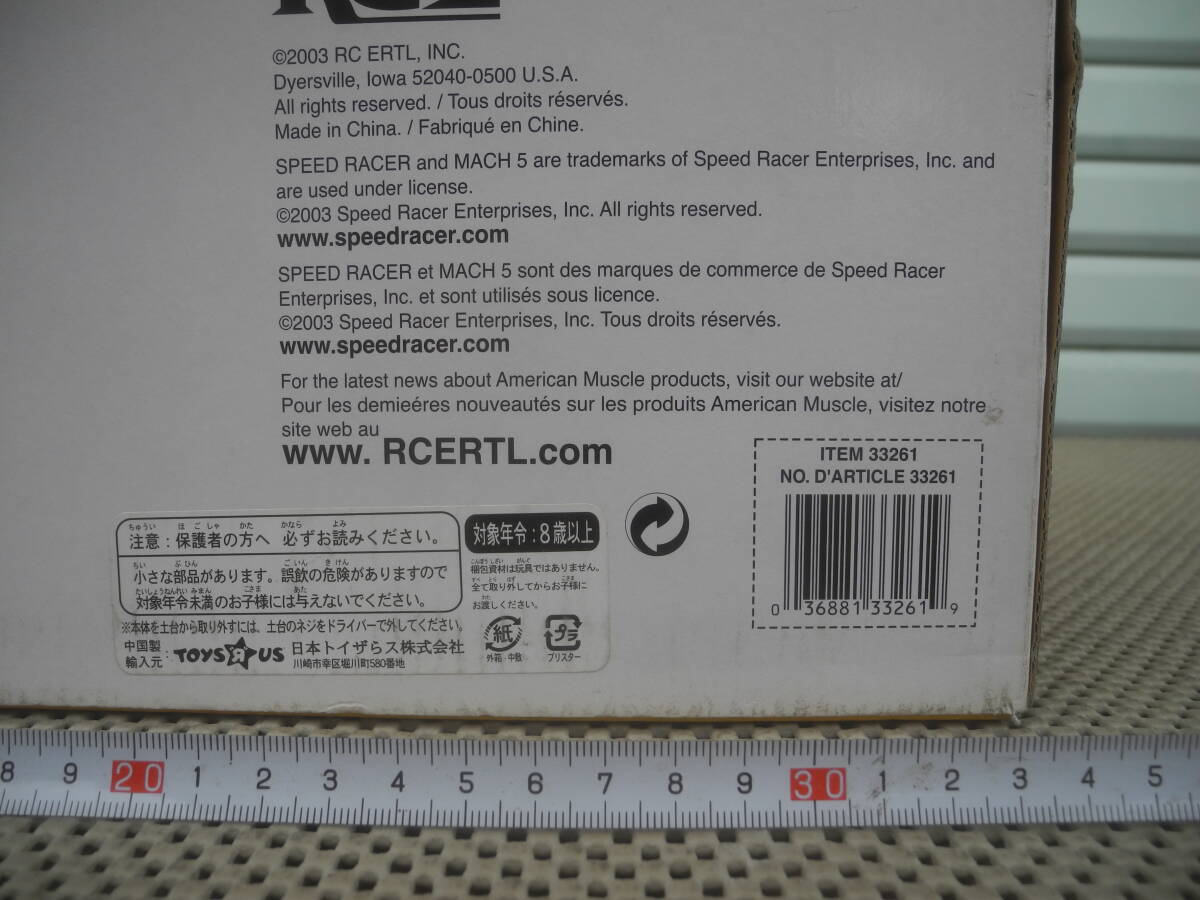 ©2003 RC ERTL, INC.
Dyersville, Iowa 52040-0500 U.S.A.
All rights reserved. / Tous droits réservés.
Made in China. / Fabriqué en Chine.
SPEED RACER and MACH 5 are trademarks of Speed Racer Enterprises, Inc. and
are used under license.
©2003 Speed Racer Enterprises, Inc. All rights reserved.
www.speedracer.com
SPEED RACER et MACH 5 sont des marques de commerce de Speed Racer
Enterprises, Inc. et sont utilisés sous licence.
©2003 Speed Racer Enterprises, Inc. Tous droits réservés.
www.speedracer.com
For the latest news about American Muscle products, visit our website at/
Pour les demieéres nouveautés sur les produits American Muscle, visitez notre
site web au
www. RCERTL.com
ITEM 33261
NO. D'ARTICLE 33261
0 36881 33261 9
注意：保護者の方へ 必ずお読みください。
小さな部品があります。誤飲の危険がありますので
対象年令未満のお子様には与えないでください。
※本体を土台から取り外すには、土台のネジをドライバーで外してください。
中国製
輸入元： TOYS R US 日本トイザらス株式会社
川崎市幸区堀川町580番地
対象年令：8歳以上
梱包資材は玩具ではありません。
全て取り外してからお子様に
お渡しください。
紙 プラ
外箱・中敷 ブリスター
8 9 20 1 2 3 4 5 6 7 8 9 30 1 2 3 4 5